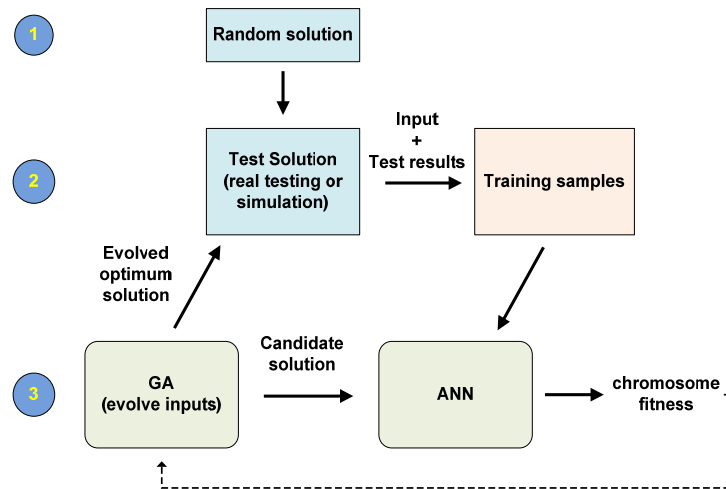 1
Random solution
2
Test Solution
(real testing or
simulation)
Input
+
Test results
Training samples
Evolved
optimum
solution
3
GA
(evolve inputs)
Candidate
solution
ANN
chromosome
fitness